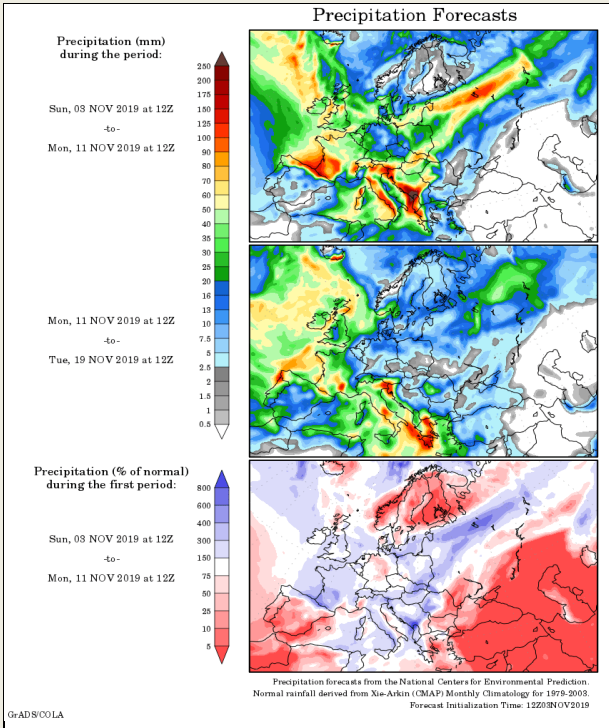 Precipitation Forecasts
Precipitation (mm)
during the period:
Sun, 03 NOV 2019 at 12Z
-to-
Mon, 11 NOV 2019 at 12Z
250
200
175
150
125
100
90
80
70
60
50
40
35
30
25
20
16
13
10
7.5
5
2.5
2
1.5
1
0.5
Mon, 11 NOV 2019 at 12Z
-to-
Tue, 19 NOV 2019 at 12Z
Precipitation (% of normal)
during the first period:
Sun, 03 NOV 2019 at 12Z
-to-
Mon, 11 NOV 2019 at 12Z
800
600
400
300
150
75
50
25
10
5
Precipitation forecasts from the National Centers for Environmental Prediction.
Normal rainfall derived from Xie-Arkin (CMAP) Monthly Climatology for 1979-2003.
Forecast Initialization Time: 12Z03NOV2019
GrADS/COLA